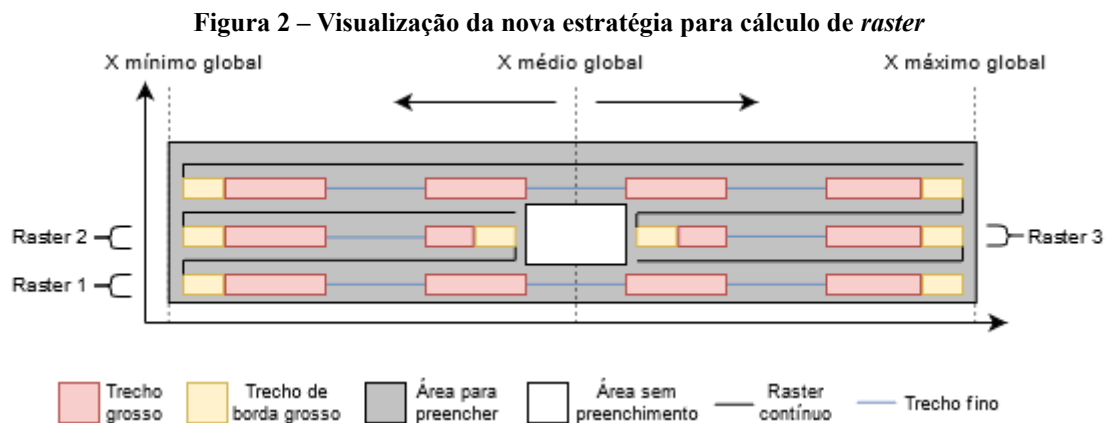 Figura 2 – Visualização da nova estratégia para cálculo de raster
X mínimo global
X médio global
X máximo global
Raster 2
Raster 3
Raster 1
Trecho
grosso
Trecho de
borda grosso
Área para
preencher
Área sem
preenchimento
Raster
contínuo
Trecho fino